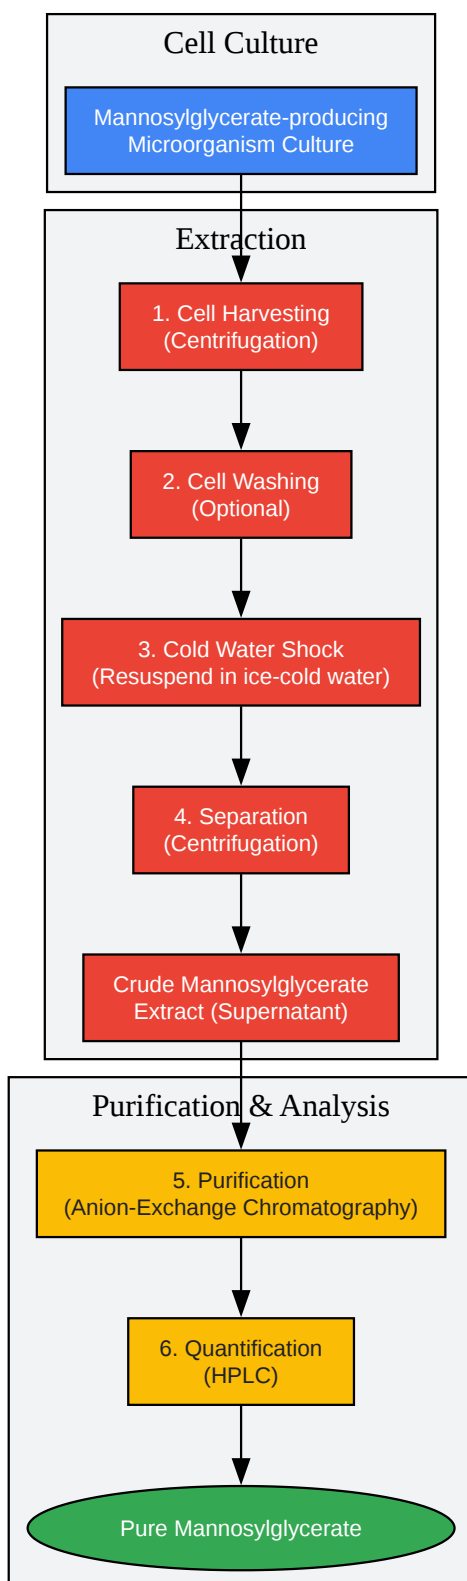 Cell Culture
Mannosylglycerate-producing
Microorganism Culture
Extraction
1. Cell Harvesting
(Centrifugation)
2. Cell Washing
(Optional)
3. Cold Water Shock
(Resuspend in ice-cold water)
4. Separation
(Centrifugation)
Crude Mannosylglycerate
Extract (Supernatant)
Purification & Analysis
5. Purification
(Anion-Exchange Chromatography)
6. Quantification
(HPLC)
Pure Mannosylglycerate